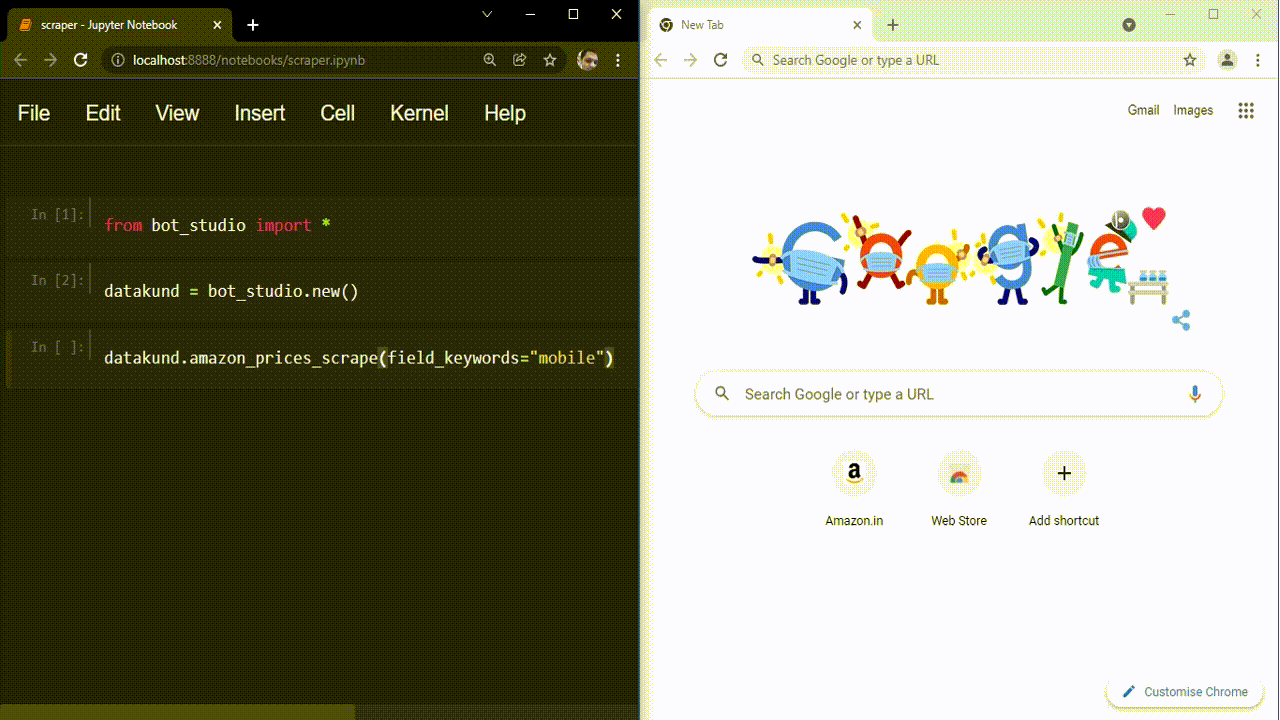 scraper - Jupyter Notebook
localhost:8888/notebooks/scraper.ipynb
File Edit View Insert Cell Kernel Help
In [1]: from bot_studio import *
In [2]: datakund = bot_studio.new()
In [ ]: datakund.amazon_prices_scrape(field_keywords="mobile")
New Tab
Search Google or type a URL
Gmail Images
Google
Search Google or type a URL
Amazon.in Web Store Add shortcut
Customise Chrome